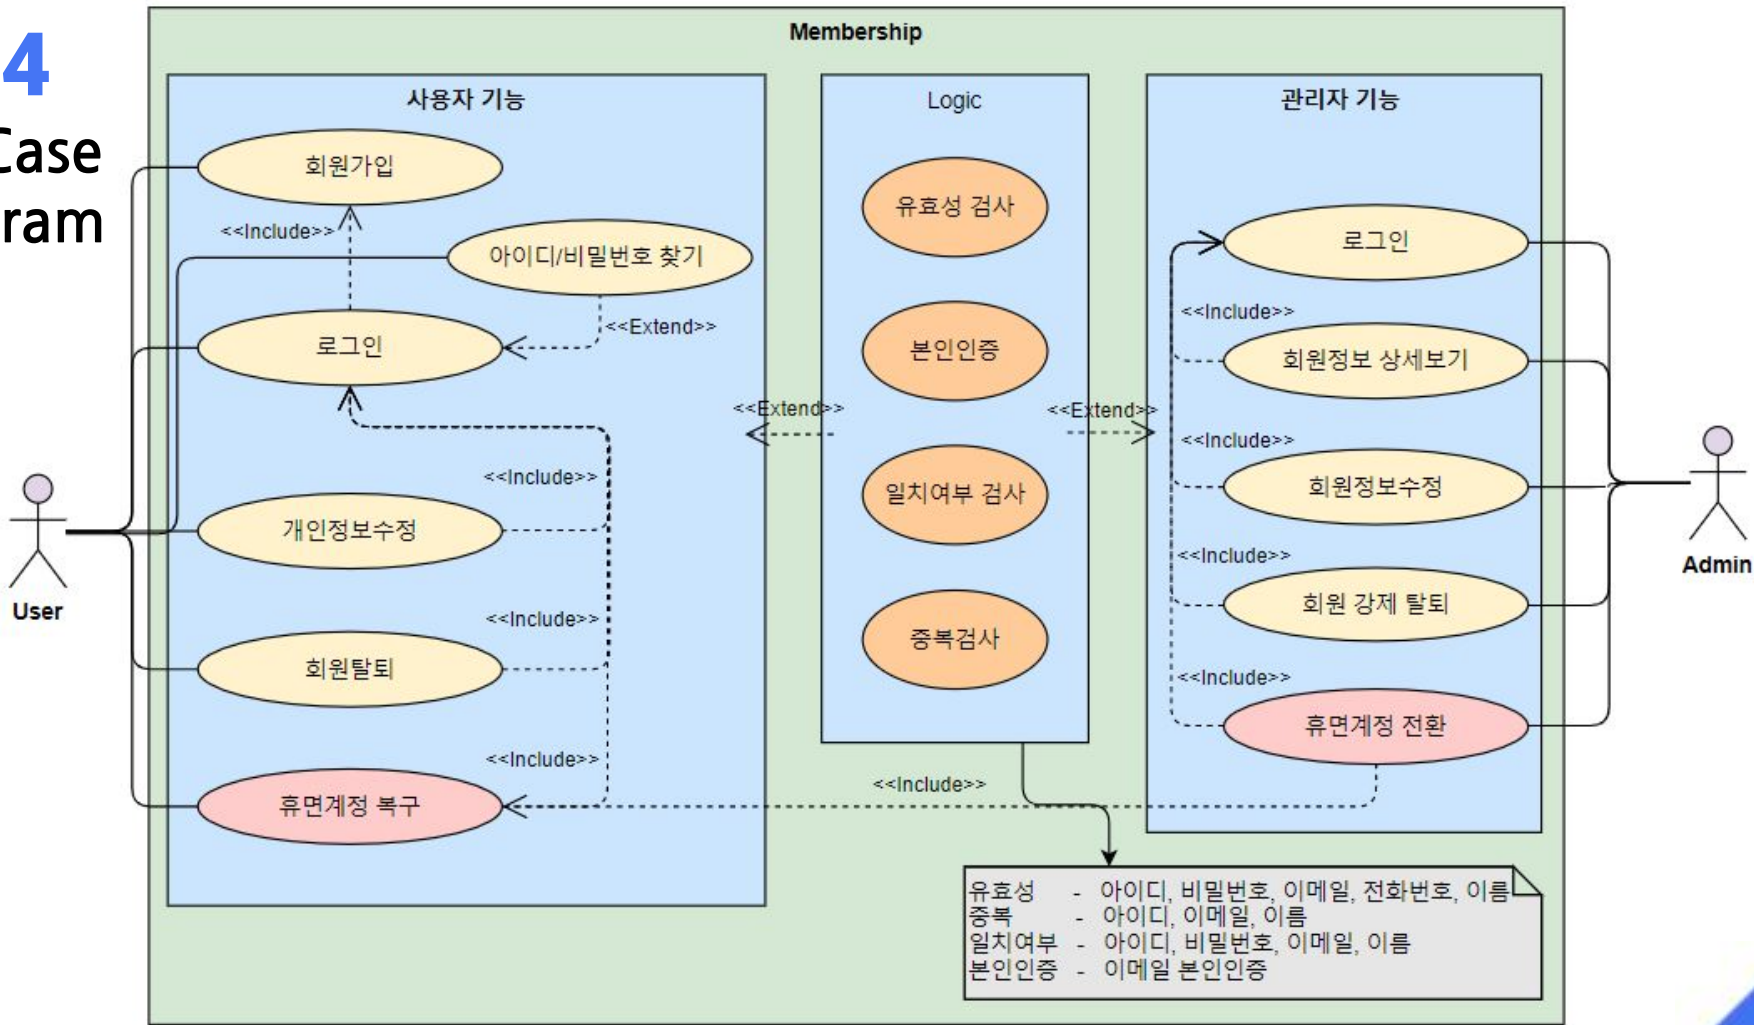 4
Case
ram
Membership
사용자 기능
회원가입
<<Include>>
아이디/비밀번호 찾기
<<Extend>>
로그인
<<Include>>
개인정보수정
<<Include>>
회원탈퇴
<<Include>>
휴면계정 복구
<<Extend>>
Logic
유효성 검사
본인인증
일치여부 검사
중복검사
<<Extend>>
<<Include>>
관리자 기능
로그인
<<Include>>
회원정보 상세보기
<<Include>>
회원정보수정
<<Include>>
회원 강제 탈퇴
<<Include>>
휴면계정 전환
User
Admin
유효성 - 아이디, 비밀번호, 이메일, 전화번호, 이름
중복 - 아이디, 이메일, 이름
일치여부 - 아이디, 비밀번호, 이메일, 이름
본인인증 - 이메일 본인인증